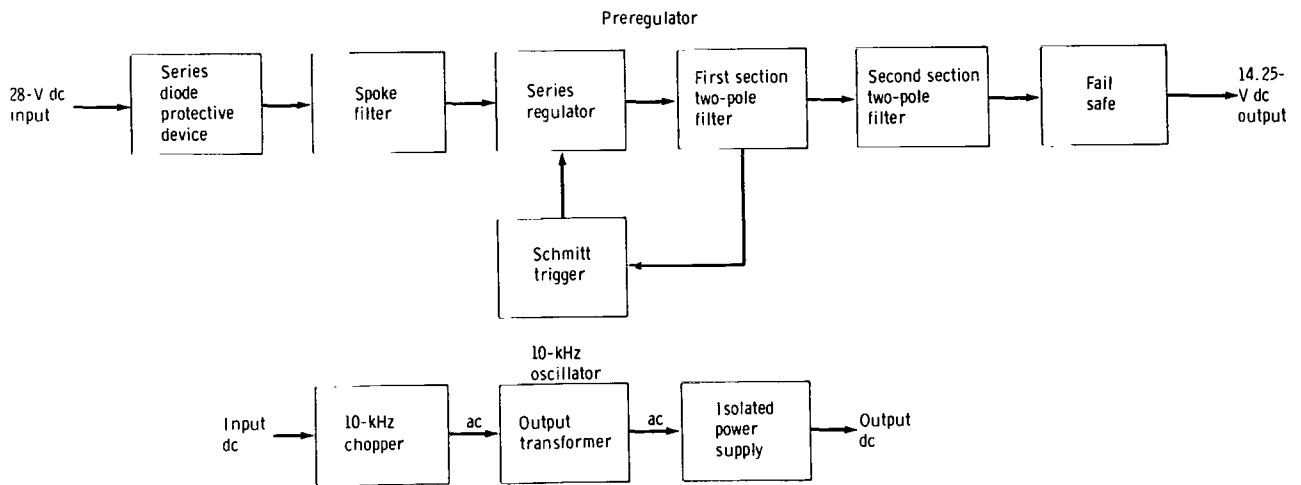 Preregulator
28-V dc
input
Series
diode
protective
device
Spoke
filter
Series
regulator
First section
two-pole
filter
Second section
two-pole
filter
Fail
safe
14.25-
V dc
output
Schmitt
trigger
10-kHz
oscillator
Input
dc
10-kHz
chopper
ac
Output
transformer
ac
Isolated
power
supply
Output
dc